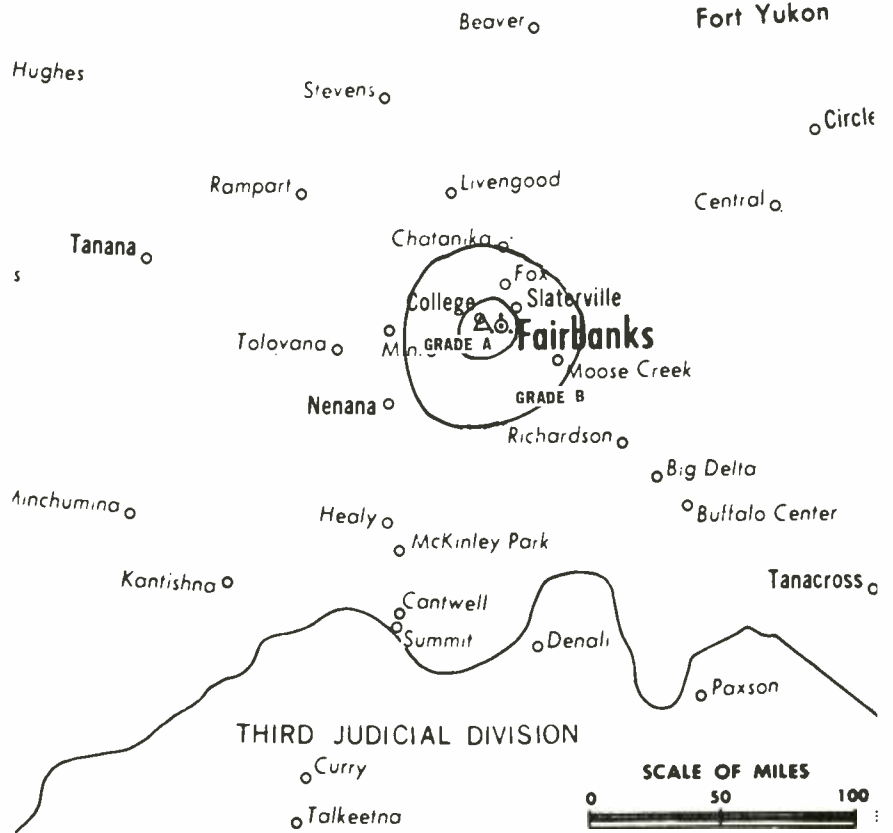 Beaver
Fort Yukon
Hughes
Stevens
Circle
Rampart
Livengood
Central
Tanana
Chatanika
s
Fox
College
Slaterville
Fairbanks
Tolovana
GRADE A
Moose Creek
Nenana
GRADE B
Richardson
Big Delta
Minchumina
Buffalo Center
Healy
McKinley Park
Kantishna
Tanacross
Cantwell
Summit
Denali
Paxson
THIRD JUDICIAL DIVISION
Curry
SCALE OF MILES
0 50 100
Talkeetna